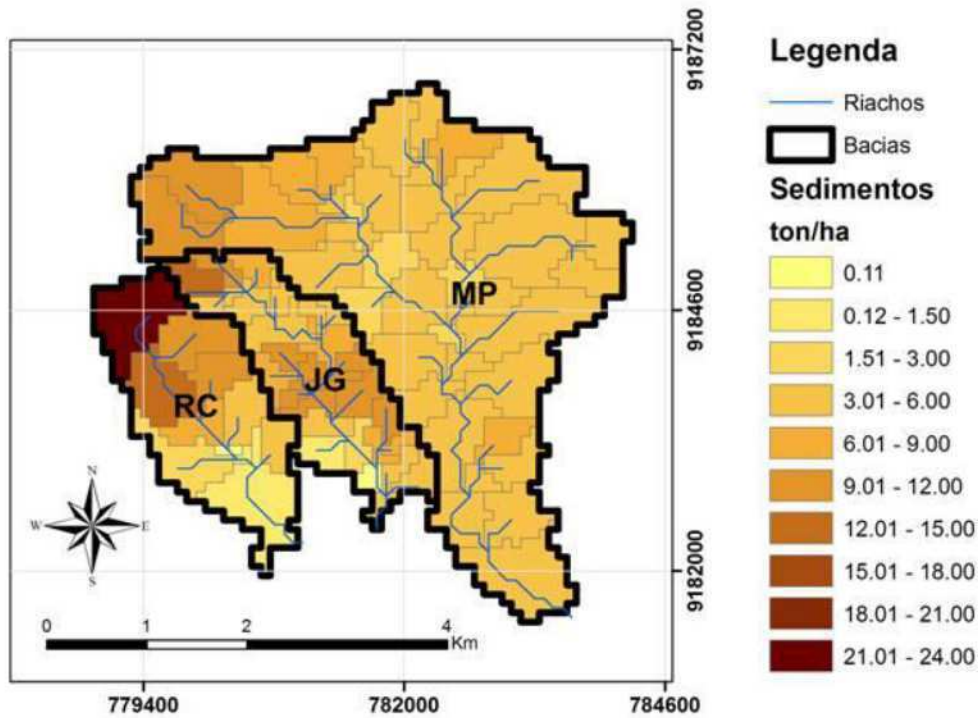 9187200
9184600
9182000
MP
JG
RC
N
W E
S
0 1 2 4
Km
779400 782000 784600
Legenda
Riachos
Bacias
Sedimentos
ton/ha
0.11
0.12 - 1.50
1.51 - 3.00
3.01 - 6.00
6.01 - 9.00
9.01 - 12.00
12.01 - 15.00
15.01 - 18.00
18.01 - 21.00
21.01 - 24.00